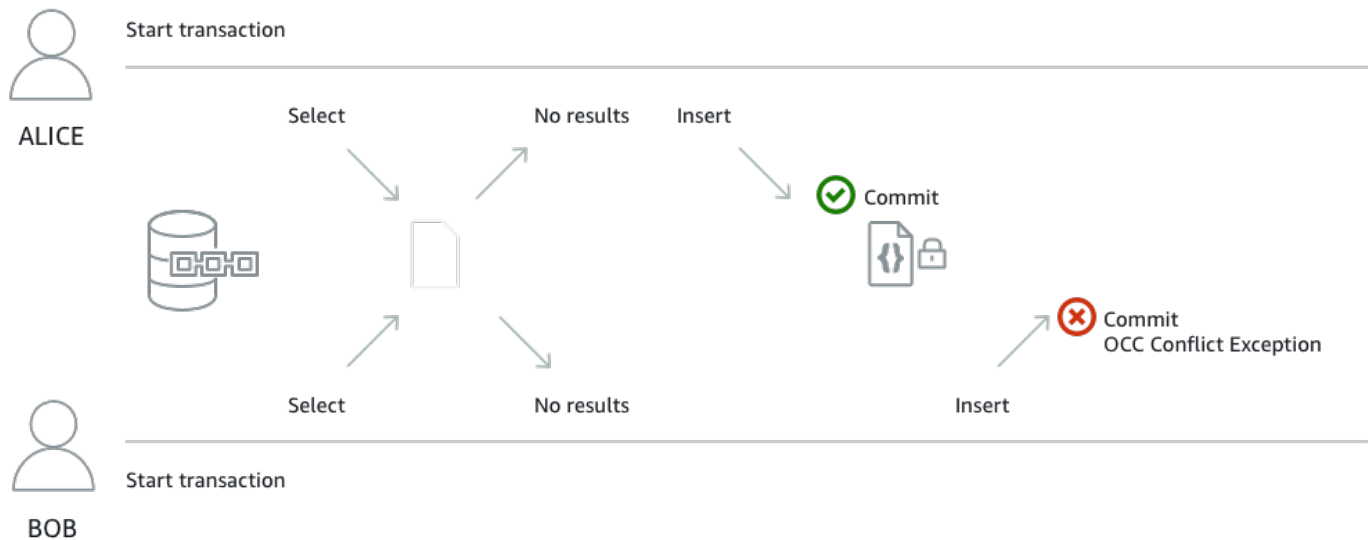 Start transaction
ALICE
Select
No results
Insert
Commit
{}
Commit
OCC Conflict Exception
Select
No results
Insert
Start transaction
BOB